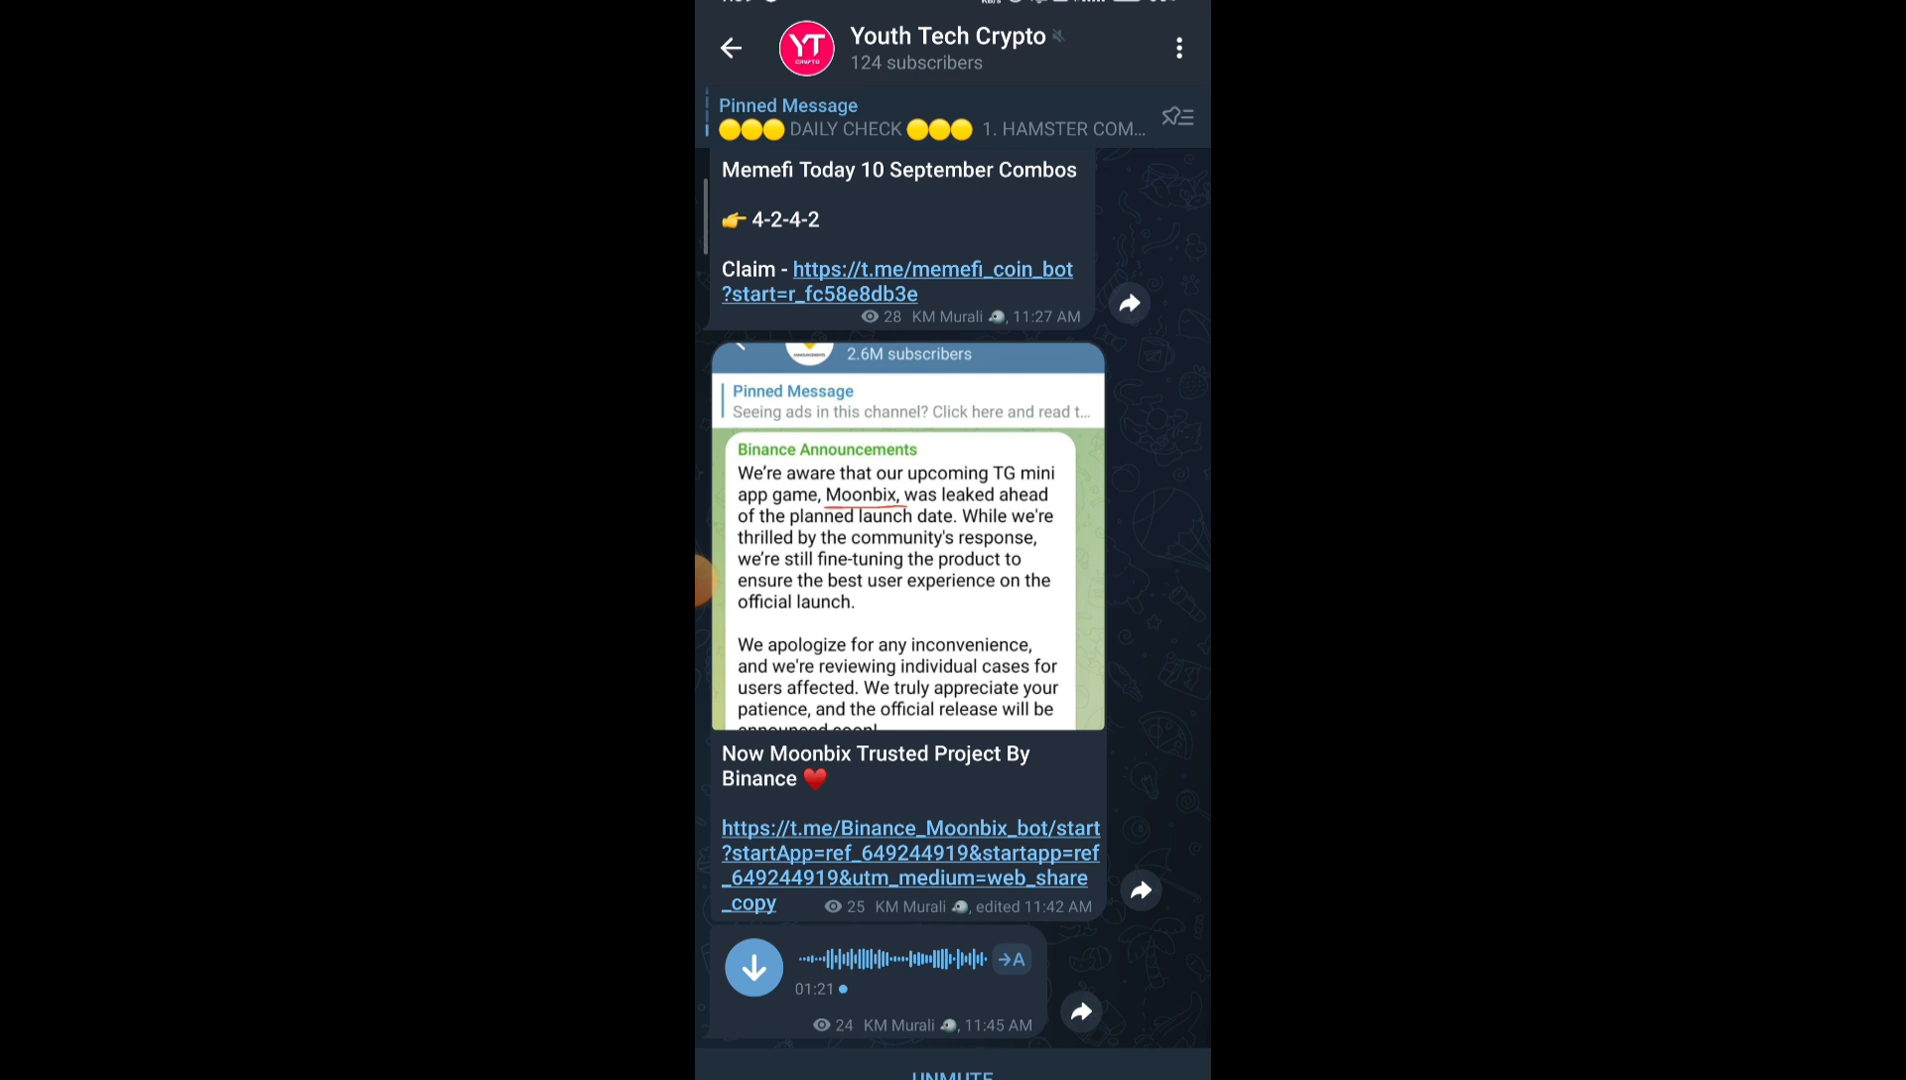 Youth Tech Crypto
YT
CRYPTO
124 subscribers
Pinned Message
🟡🟡🟡 DAILY CHECK 🟡🟡🟡 1. HAMSTER COM...
Memefi Today 10 September Combos
👉 4-2-4-2
Claim - https://t.me/memefi_coin_bot
?start=r_fc58e8db3e
28 KM Murali, 11:27 AM
2.6M subscribers
Pinned Message
Seeing ads in this channel? Click here and read t...
Binance Announcements
We’re aware that our upcoming TG mini
app game, Moonbix, was leaked ahead
of the planned launch date. While we're
thrilled by the community's response,
we’re still fine-tuning the product to
ensure the best user experience on the
official launch.
We apologize for any inconvenience,
and we're reviewing individual cases for
users affected. We truly appreciate your
patience, and the official release will be
announced soon!
Now Moonbix Trusted Project By
Binance ♥️
https://t.me/Binance_Moonbix_bot/start
?startApp=ref_649244919&startapp=ref
_649244919&utm_medium=web_share
_copy
25 KM Murali, edited 11:42 AM
→A
01:21
24 KM Murali, 11:45 AM
UNMUTE